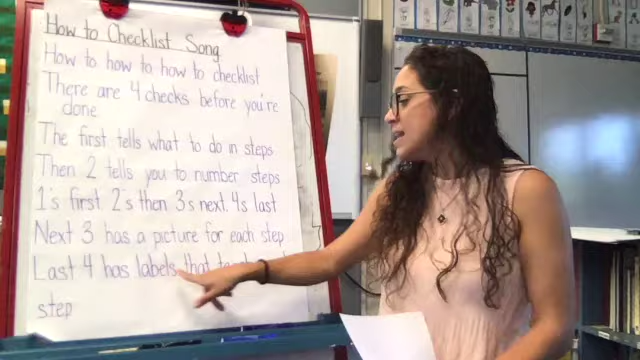 How to Checklist Song
How to how to how to checklist
There are 4 checks before you're
done
The first tells what to do in steps
Then 2 tells you to number steps
1's first 2's then 3's next. 4s last
Next 3 has a picture for each step
Last 4 has labels that
step